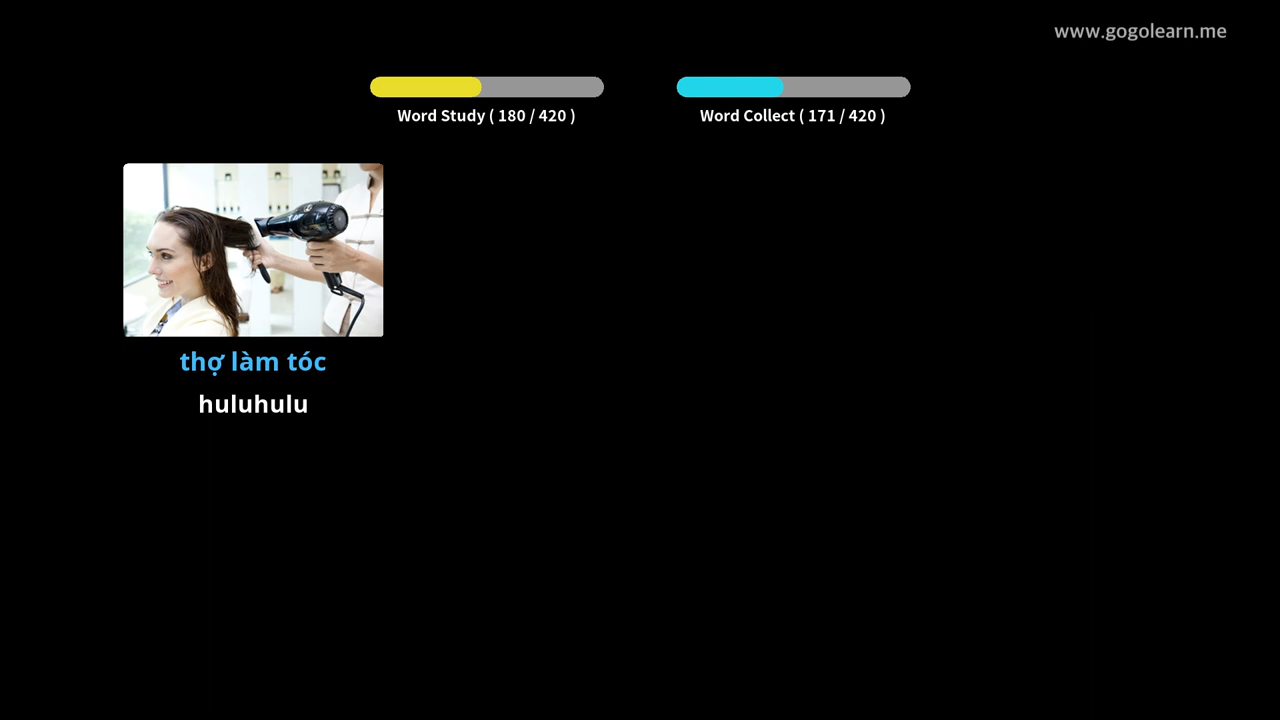 www.gogolearn.me
Word Study ( 180 / 420 )
Word Collect ( 171 / 420 )
thợ làm tóc
huluhulu